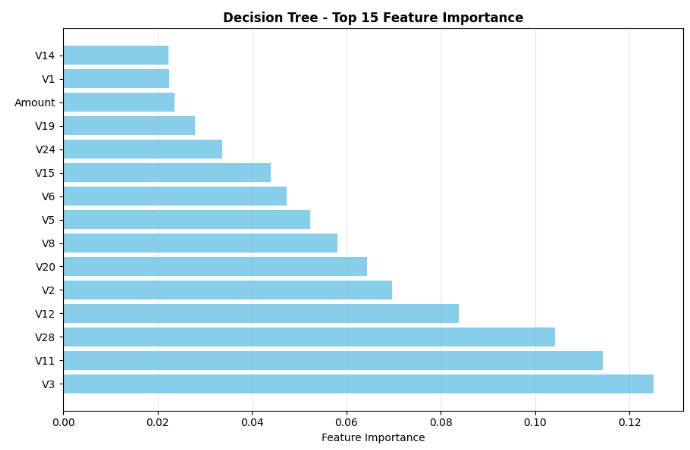 Decision Tree - Top 15 Feature Importance
V14
V1
Amount
V19
V24
V15
V6
V5
V8
V20
V2
V12
V28
V11
V3
0.00 0.02 0.04 0.06 0.08 0.10 0.12
Feature Importance